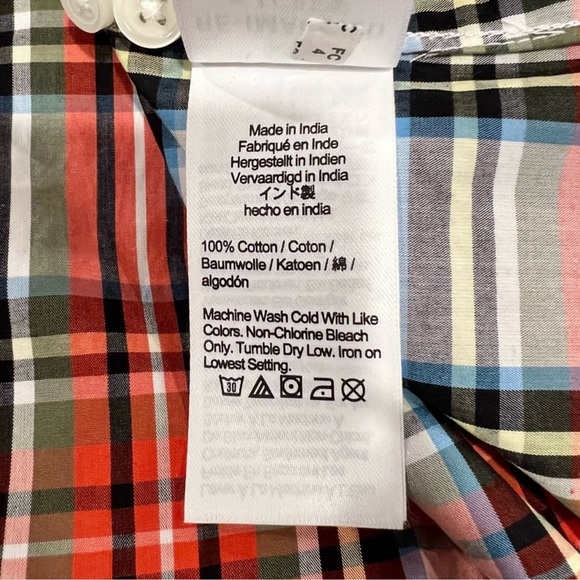 FC
4
Made in India
Fabriqué en Inde
Hergestellt in Indien
Vervaardigd in India
インド製
hecho en india
100% Cotton / Coton /
Baumwolle / Katoen / 綿 /
algodón
Machine Wash Cold With Like
Colors. Non-Chlorine Bleach
Only. Tumble Dry Low. Iron on
Lowest Setting.
30